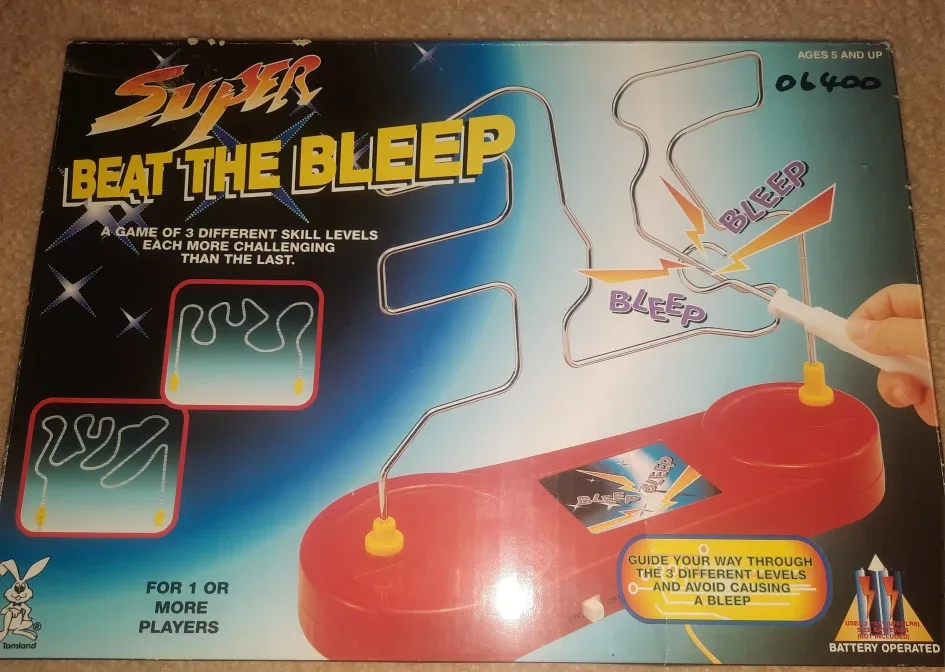 AGES 5 AND UP
06400
SUPER
BEAT THE BLEEP
A GAME OF 3 DIFFERENT SKILL LEVELS
EACH MORE CHALLENGING
THAN THE LAST.
BLEEP
BLEEP
BLEEP
BLEEP
GUIDE YOUR WAY THROUGH
THE 3 DIFFERENT LEVELS
AND AVOID CAUSING
A BLEEP
FOR 1 OR
MORE
PLAYERS
®
Tomland
(NOT INCLUDED)
BATTERY OPERATED